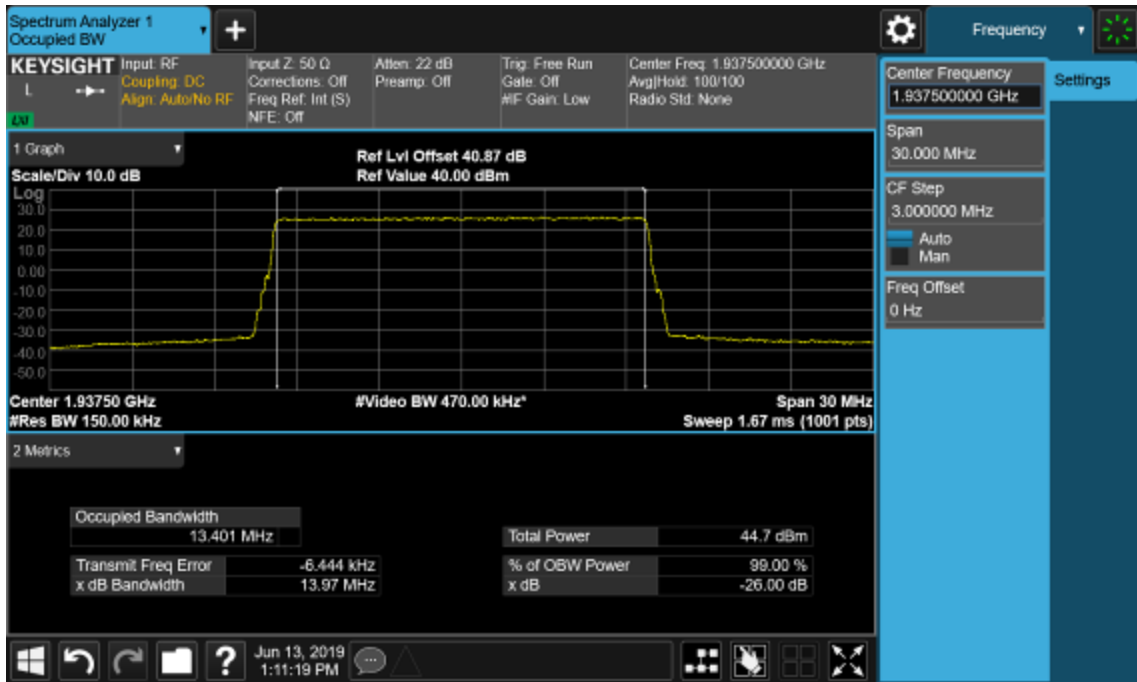 Spectrum Analyzer 1
Occupied BW
+
Frequency
KEYSIGHT
L
LXI
Input: RF
Coupling: DC
Align: Auto/No RF
Input Z: 50 Ω
Corrections: Off
Freq Ref: Int (S)
NFE: Off
Atten: 22 dB
Preamp: Off
Trig: Free Run
Gate: Off
#IF Gain: Low
Center Freq: 1.937500000 GHz
Avg|Hold: 100/100
Radio Std: None
Center Frequency
1.937500000 GHz
Settings
Span
30.000 MHz
CF Step
3.000000 MHz
Auto
Man
Freq Offset
0 Hz
1 Graph
Ref Lvl Offset 40.87 dB
Scale/Div 10.0 dB
Ref Value 40.00 dBm
Log
30.0
20.0
10.0
0.00
-10.0
-20.0
-30.0
-40.0
-50.0
Center 1.93750 GHz
#Video BW 470.00 kHz*
Span 30 MHz
#Res BW 150.00 kHz
Sweep 1.67 ms (1001 pts)
2 Metrics
Occupied Bandwidth
13.401 MHz
Total Power 44.7 dBm
Transmit Freq Error -6.444 kHz
% of OBW Power 99.00 %
x dB Bandwidth 13.97 MHz
x dB -26.00 dB
?
Jun 13, 2019
1:11:19 PM